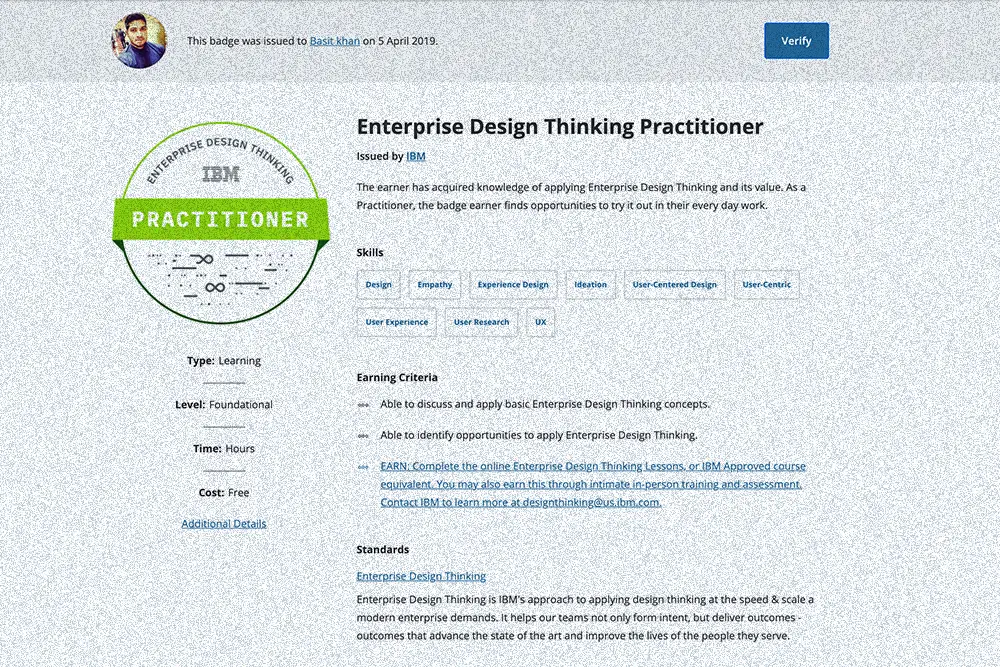 This badge was issued to Basit khan on 5 April 2019.
Verify
ENTERPRISE DESIGN THINKING
IBM
PRACTITIONER
Type: Learning
Level: Foundational
Time: Hours
Cost: Free
Additional Details
Enterprise Design Thinking Practitioner
Issued by IBM
The earner has acquired knowledge of applying Enterprise Design Thinking and its value. As a
Practitioner, the badge earner finds opportunities to try it out in their every day work.
Skills
Design Empathy Experience Design Ideation User-Centered Design User-Centric
User Experience User Research UX
Earning Criteria
Able to discuss and apply basic Enterprise Design Thinking concepts.
Able to identify opportunities to apply Enterprise Design Thinking.
EARN: Complete the online Enterprise Design Thinking Lessons, or IBM Approved course
equivalent. You may also earn this through intimate in-person training and assessment.
Contact IBM to learn more at designthinking@us.ibm.com.
Standards
Enterprise Design Thinking
Enterprise Design Thinking is IBM's approach to applying design thinking at the speed & scale a
modern enterprise demands. It helps our teams not only form intent, but deliver outcomes -
outcomes that advance the state of the art and improve the lives of the people they serve.